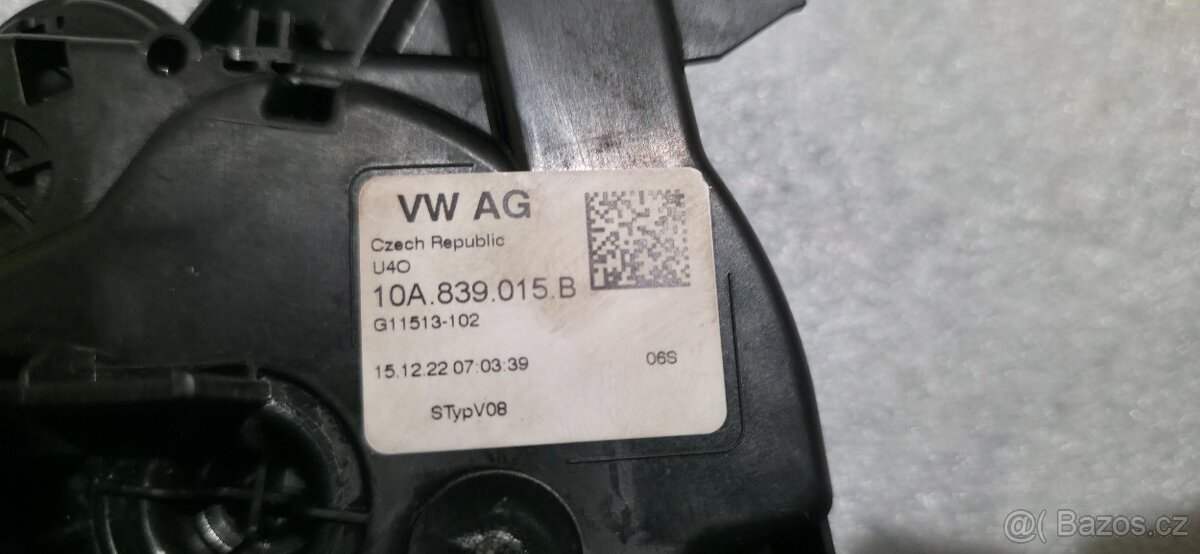 VW AG
Czech Republic
U4O
10A.839.015.B
G11513-102
15.12.22 07:03:39 06S
STypV08
@( Bazos.cz